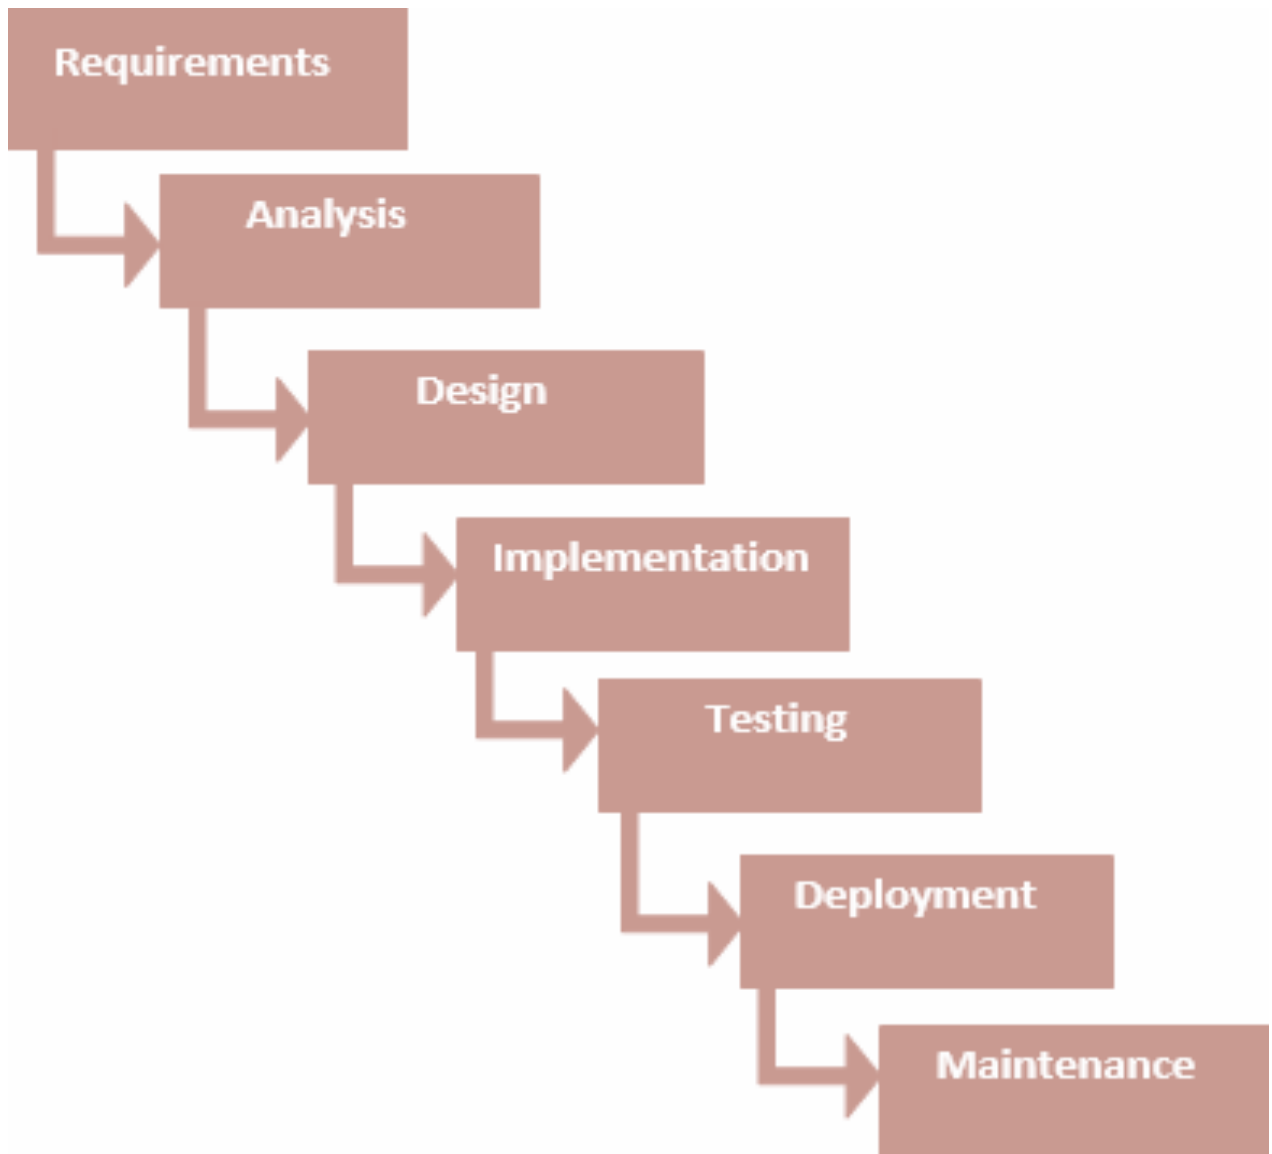 Requirements
Analysis
Design
Implementation
Testing
Deployment
Maintenance